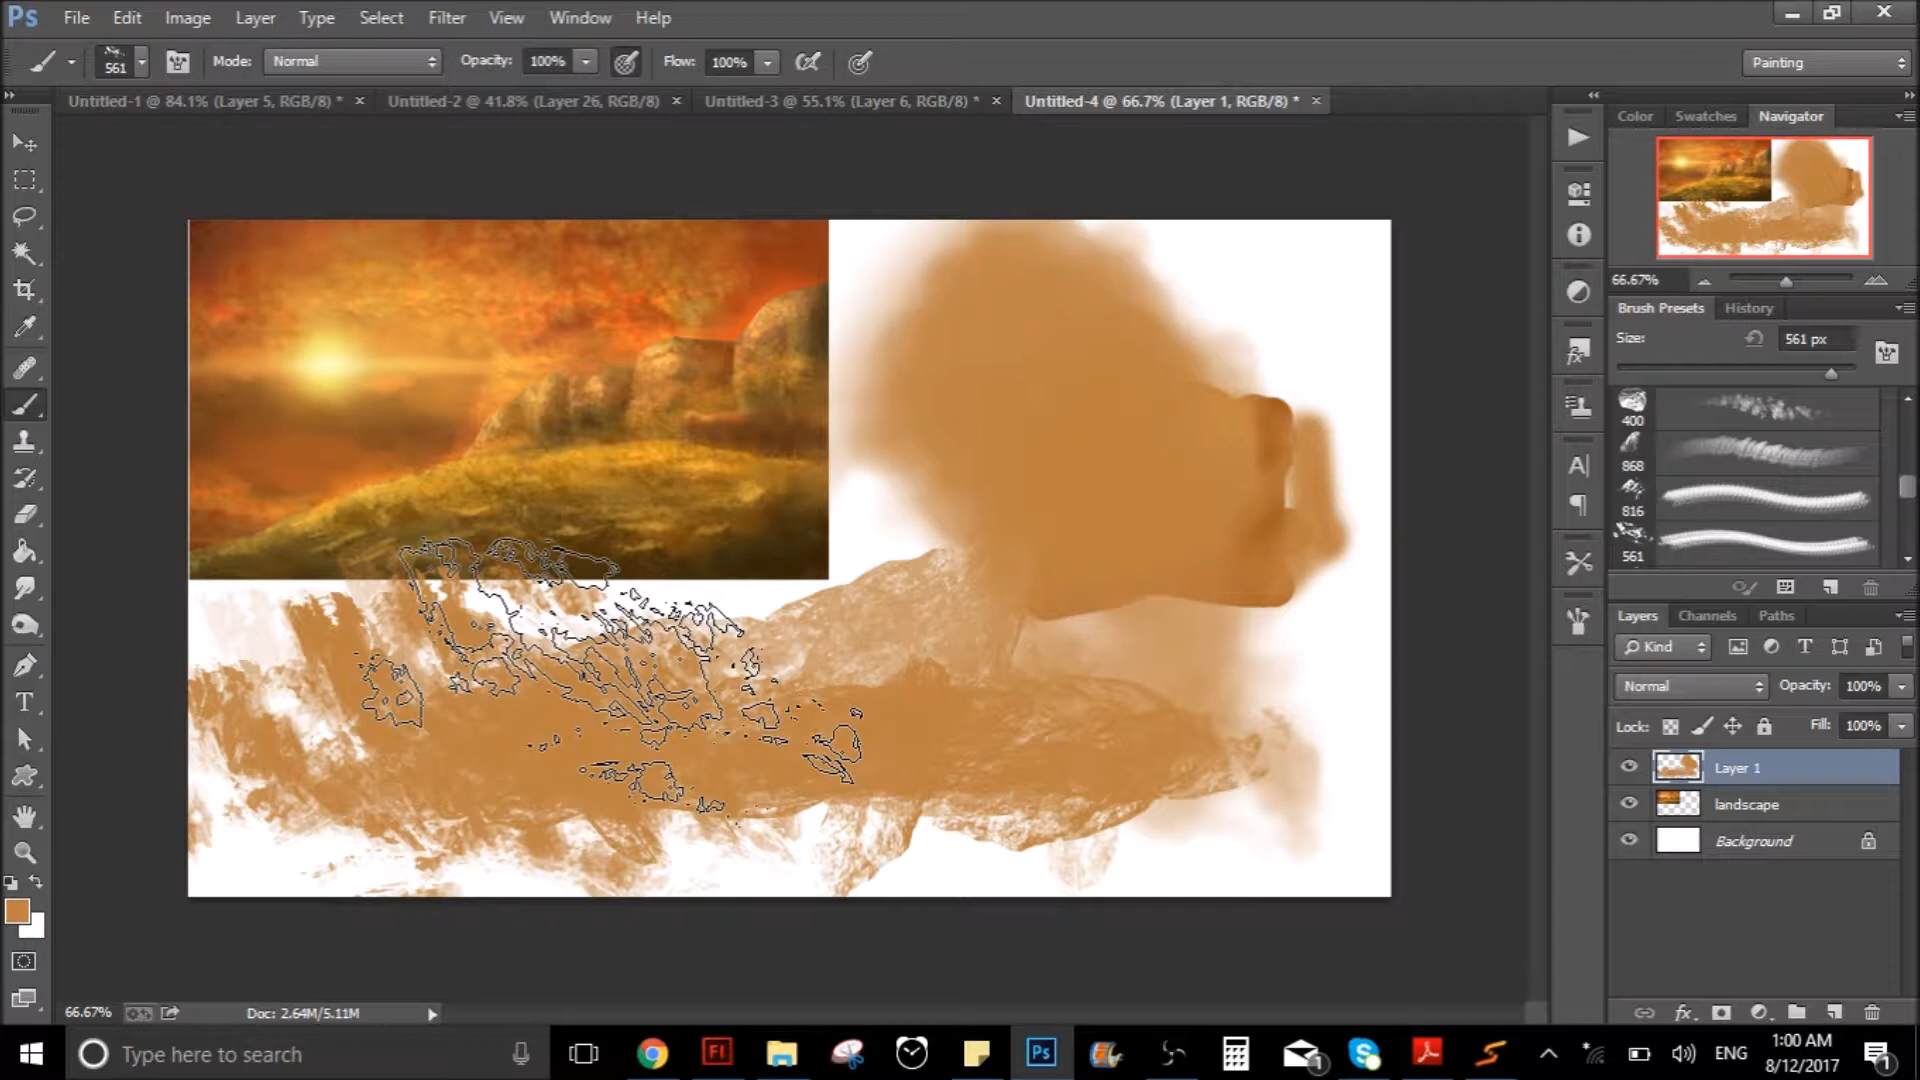 Ps File Edit Image Layer Type Select Filter View Window Help
561 Mode: Normal Opacity: 100% Flow: 100% Painting
Untitled-1 @ 84.1% (Layer 5, RGB/8) * × Untitled-2 @ 41.8% (Layer 26, RGB/8) × Untitled-3 @ 55.1% (Layer 6, RGB/8) * × Untitled-4 @ 66.7% (Layer 1, RGB/8) * ×
Color Swatches Navigator
66.67%
Brush Presets History
Size: 561 px
400
868
816
561
Layers Channels Paths
Kind
Normal Opacity: 100%
Lock: Fill: 100%
Layer 1
landscape
Background
66.67% Doc: 2.64M/5.11M
Type here to search
Fl
Ps
1
ENG
1:00 AM
8/12/2017
1